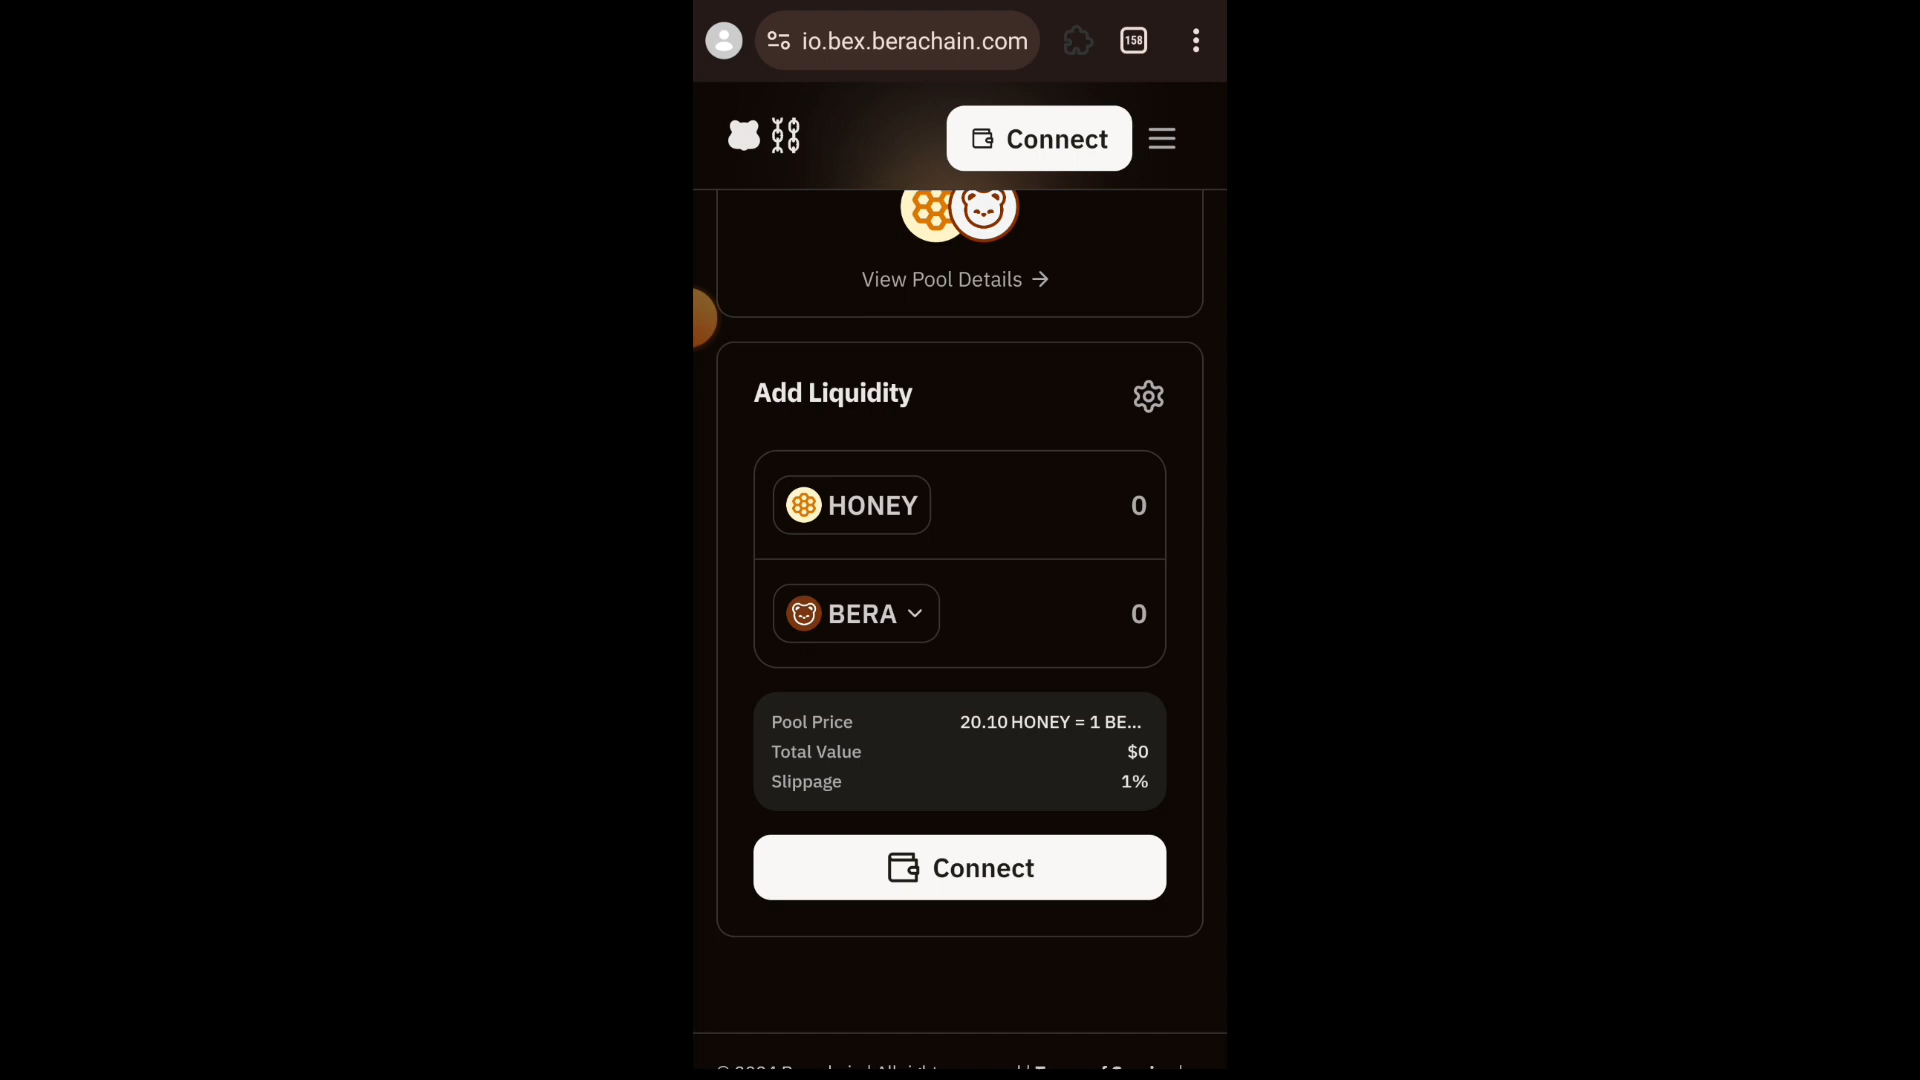 io.bex.berachain.com
158
Connect
View Pool Details →
Add Liquidity
HONEY 0
BERA 0
Pool Price 20.10 HONEY = 1 BE...
Total Value $0
Slippage 1%
Connect